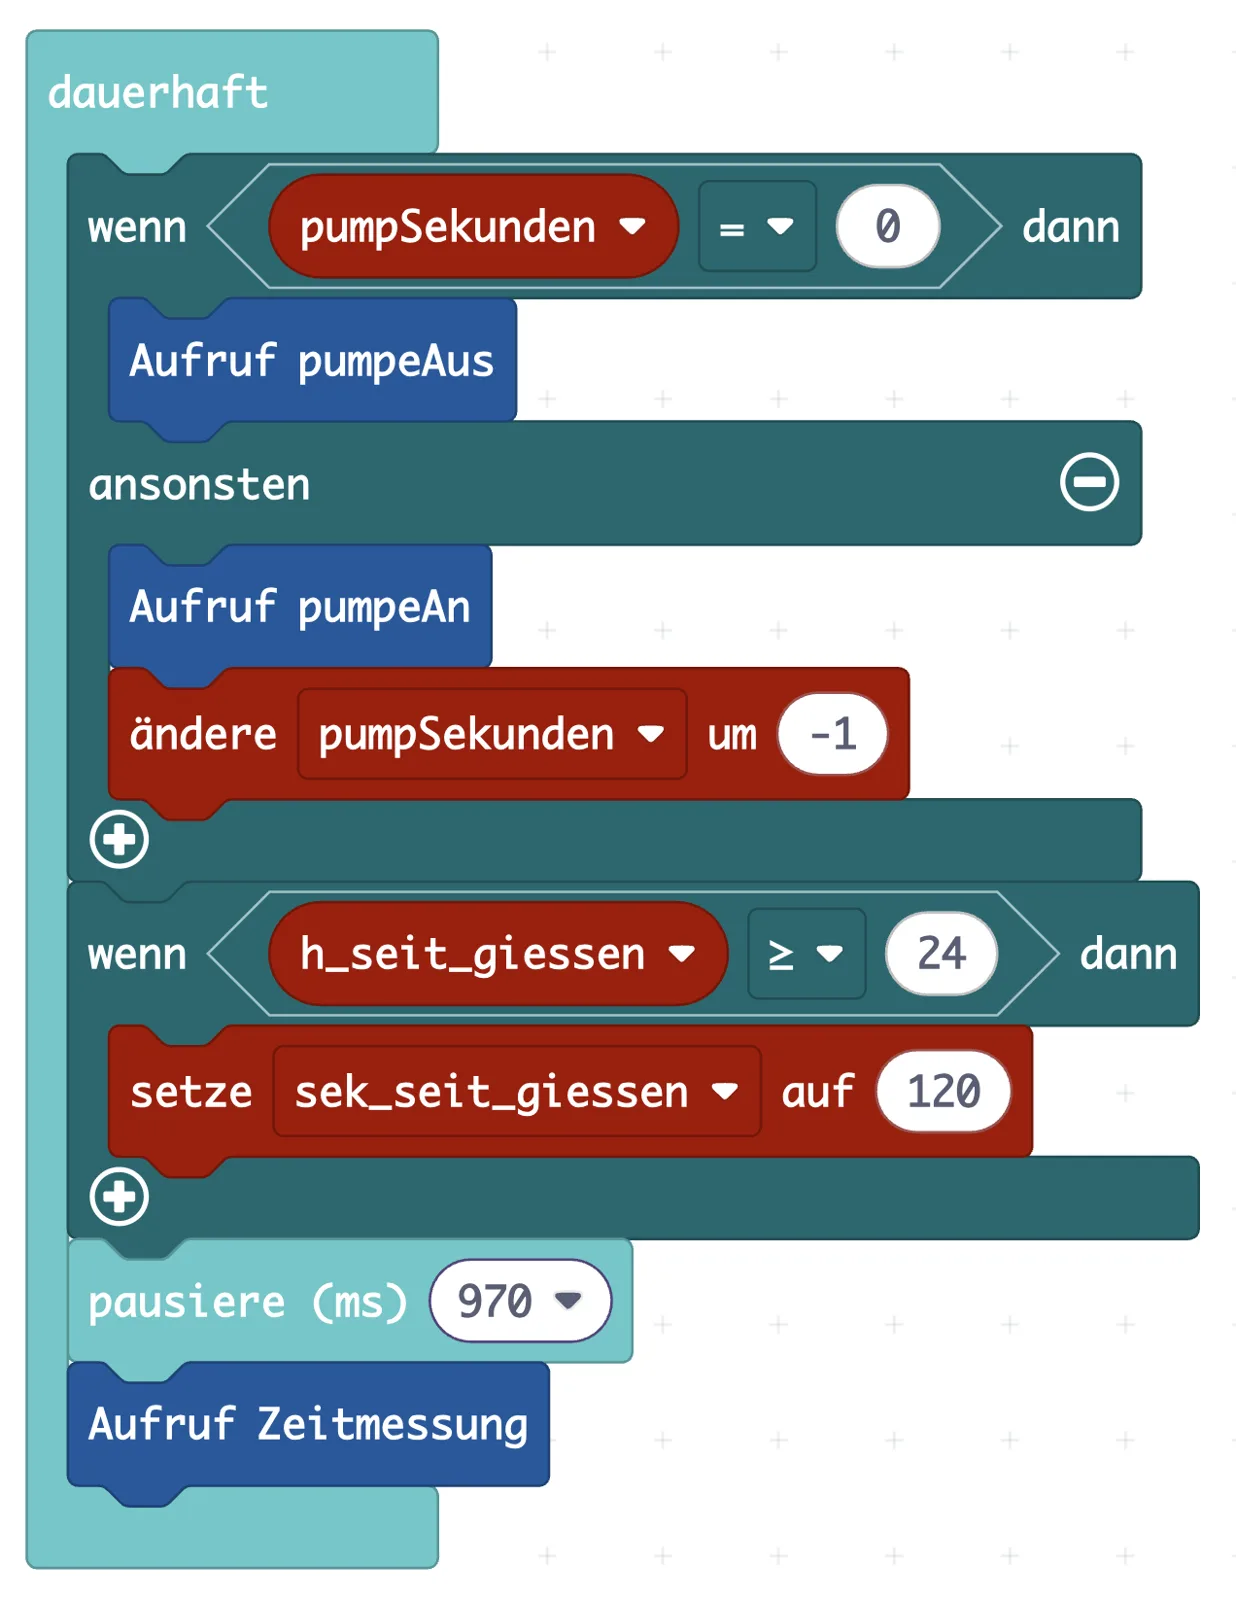 dauerhaft
wenn pumpSekunden = 0 dann
Aufruf pumpeAus
ansonsten
Aufruf pumpeAn
ändere pumpSekunden um -1
wenn h_seit_giessen ≥ 24 dann
setze sek_seit_giessen auf 120
pausiere (ms) 970
Aufruf Zeitmessung